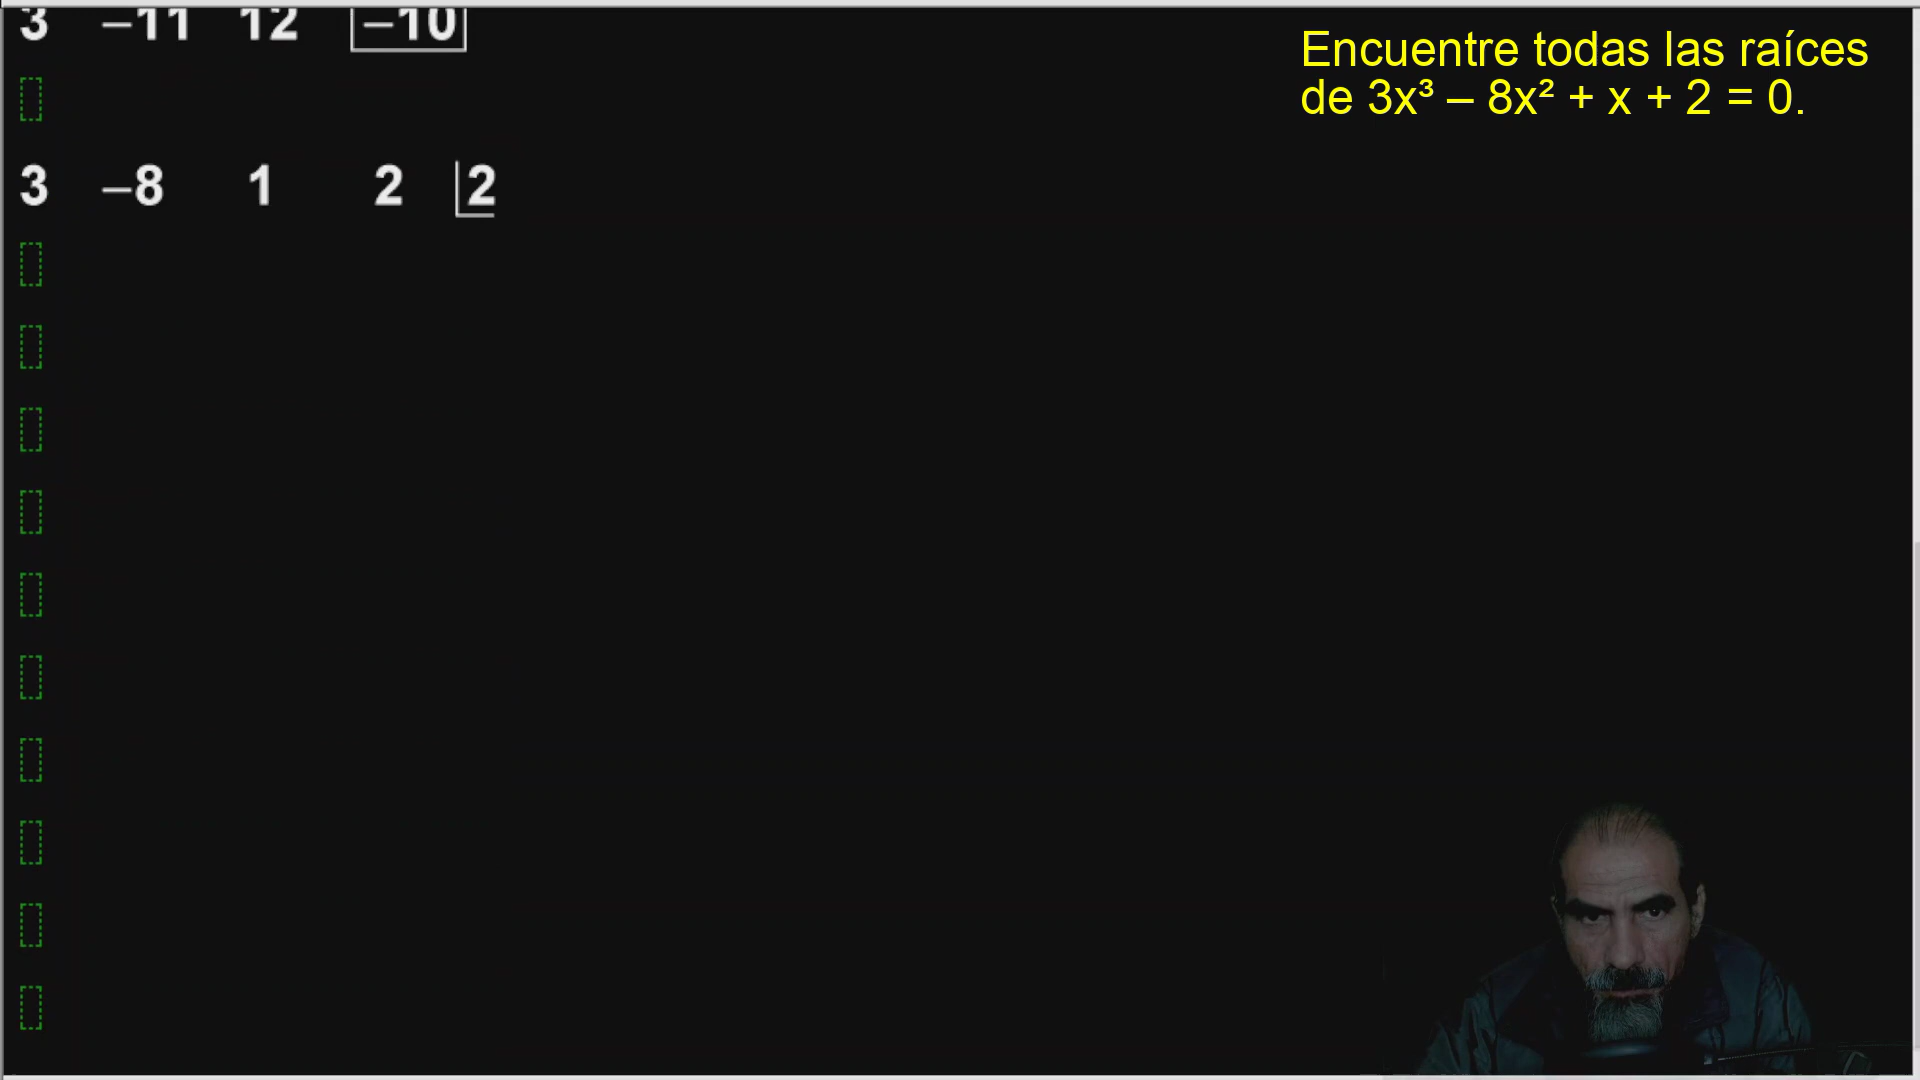 3 –11 12 –10
Encuentre todas las raíces
de 3x³ – 8x² + x + 2 = 0.
3 –8 1 2 2